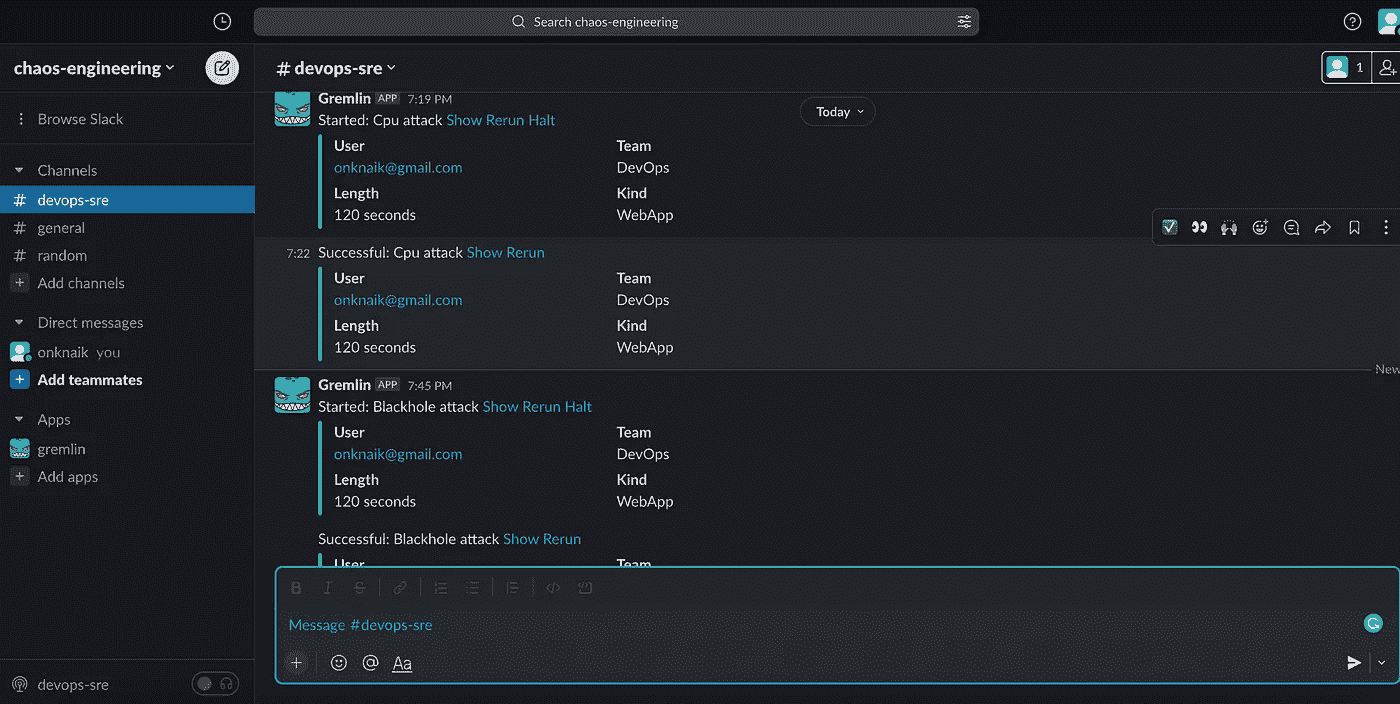 Search chaos-engineering
chaos-engineering
# devops-sre
1
Browse Slack
Channels
# devops-sre
# general
# random
+ Add channels
Direct messages
onknaik you
+ Add teammates
Apps
gremlin
+ Add apps
devops-sre
Today
Gremlin APP 7:19 PM
Started: Cpu attack Show Rerun Halt
User Team
onknaik@gmail.com DevOps
Length Kind
120 seconds WebApp
7:22 Successful: Cpu attack Show Rerun
User Team
onknaik@gmail.com DevOps
Length Kind
120 seconds WebApp
New
Gremlin APP 7:45 PM
Started: Blackhole attack Show Rerun Halt
User Team
onknaik@gmail.com DevOps
Length Kind
120 seconds WebApp
Successful: Blackhole attack Show Rerun
User Team
Message #devops-sre
Aa